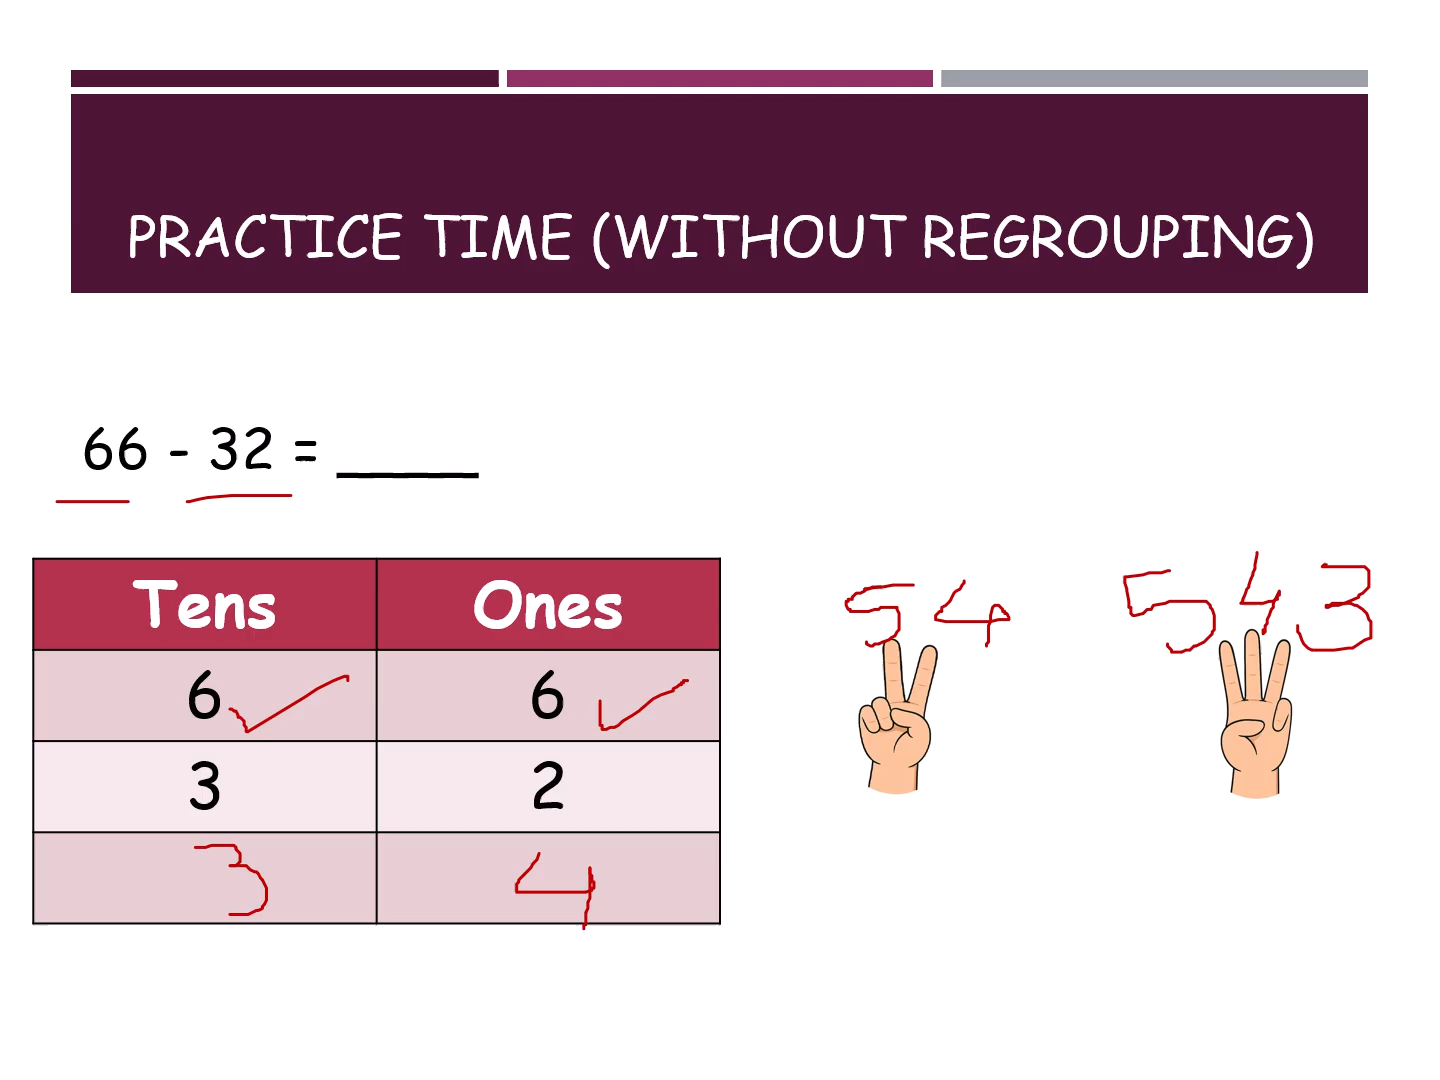 PRACTICE TIME (WITHOUT REGROUPING)
66 - 32 = ____
Tens Ones
6 6
3 2
3 4
5 4
5 4 3